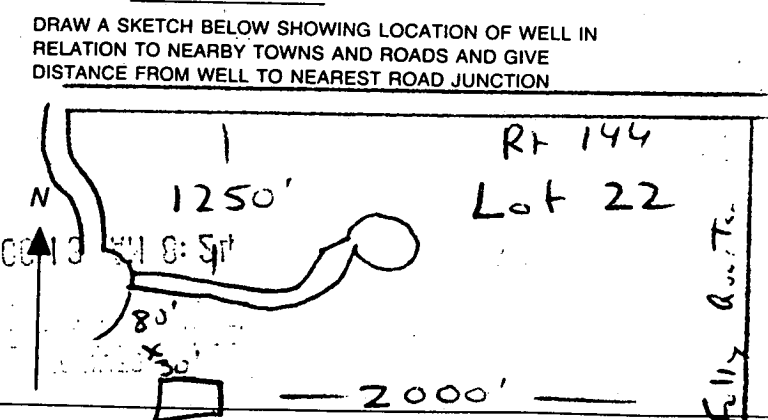 DRAW A SKETCH BELOW SHOWING LOCATION OF WELL IN
RELATION TO NEARBY TOWNS AND ROADS AND GIVE
DISTANCE FROM WELL TO NEAREST ROAD JUNCTION
Rt 144
1250'
Lot 22
N
80'
x
30'
2000'
Folly